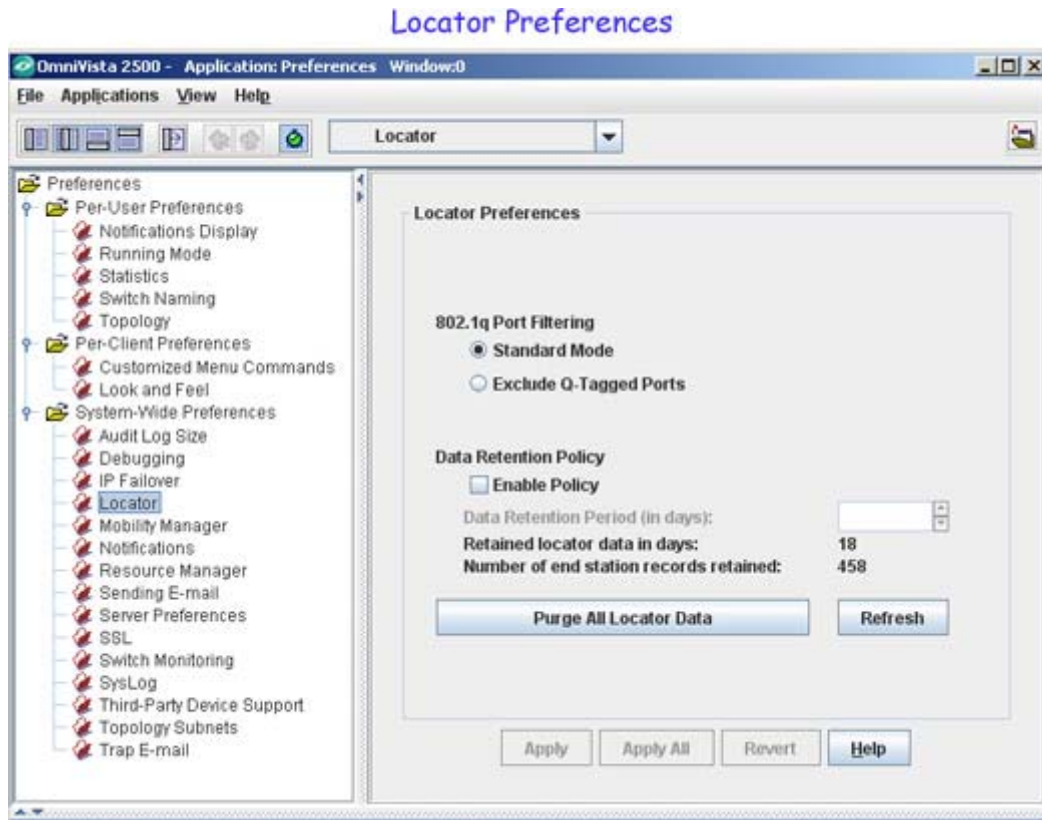 Locator Preferences
OmniVista 2500 - Application: Preferences Window:0
File Applications View Help
Locator
Preferences
Per-User Preferences
Notifications Display
Running Mode
Statistics
Switch Naming
Topology
Per-Client Preferences
Customized Menu Commands
Look and Feel
System-Wide Preferences
Audit Log Size
Debugging
IP Failover
Locator
Mobility Manager
Notifications
Resource Manager
Sending E-mail
Server Preferences
SSL
Switch Monitoring
SysLog
Third-Party Device Support
Topology Subnets
Trap E-mail
Locator Preferences
802.1q Port Filtering
Standard Mode
Exclude Q-Tagged Ports
Data Retention Policy
Enable Policy
Data Retention Period (in days):
Retained locator data in days: 18
Number of end station records retained: 458
Purge All Locator Data Refresh
Apply Apply All Revert Help